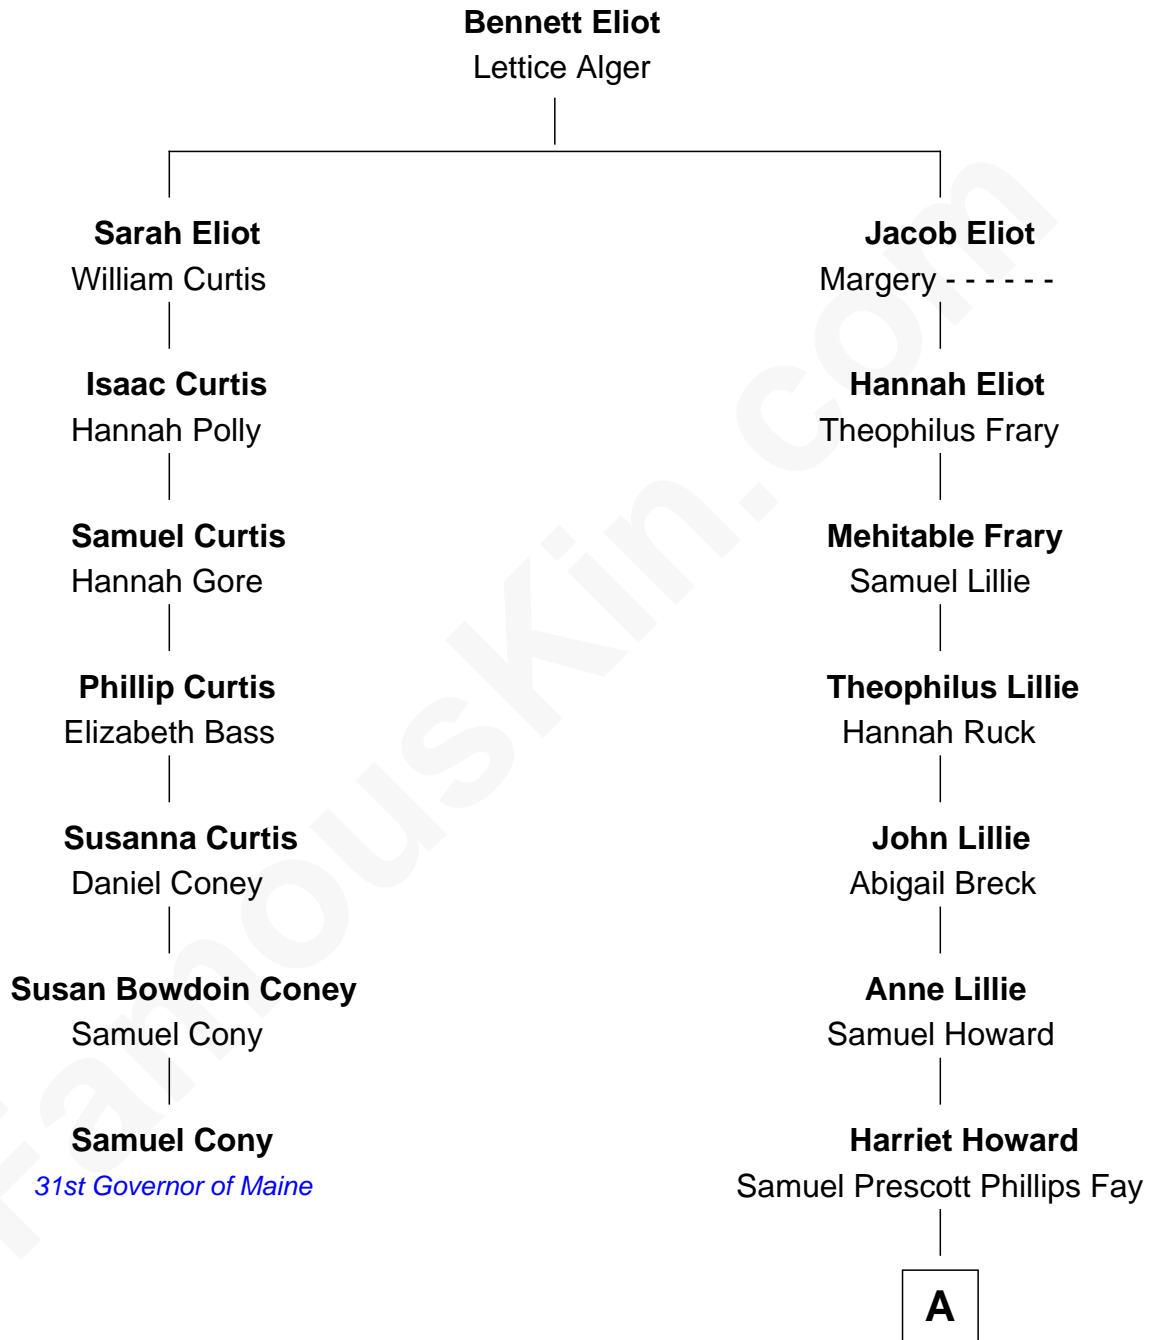 Bennett Eliot
Lettice Alger
Sarah Eliot
William Curtis
Isaac Curtis
Hannah Polly
Samuel Curtis
Hannah Gore
Phillip Curtis
Elizabeth Bass
Susanna Curtis
Daniel Coney
Susan Bowdoin Coney
Samuel Cony
Samuel Cony
31st Governor of Maine
Jacob Eliot
Margery - - - - - -
Hannah Eliot
Theophilus Frary
Mehitable Frary
Samuel Lillie
Theophilus Lillie
Hannah Ruck
John Lillie
Abigail Breck
Anne Lillie
Samuel Howard
Harriet Howard
Samuel Prescott Phillips Fay
A
FamousKin.com